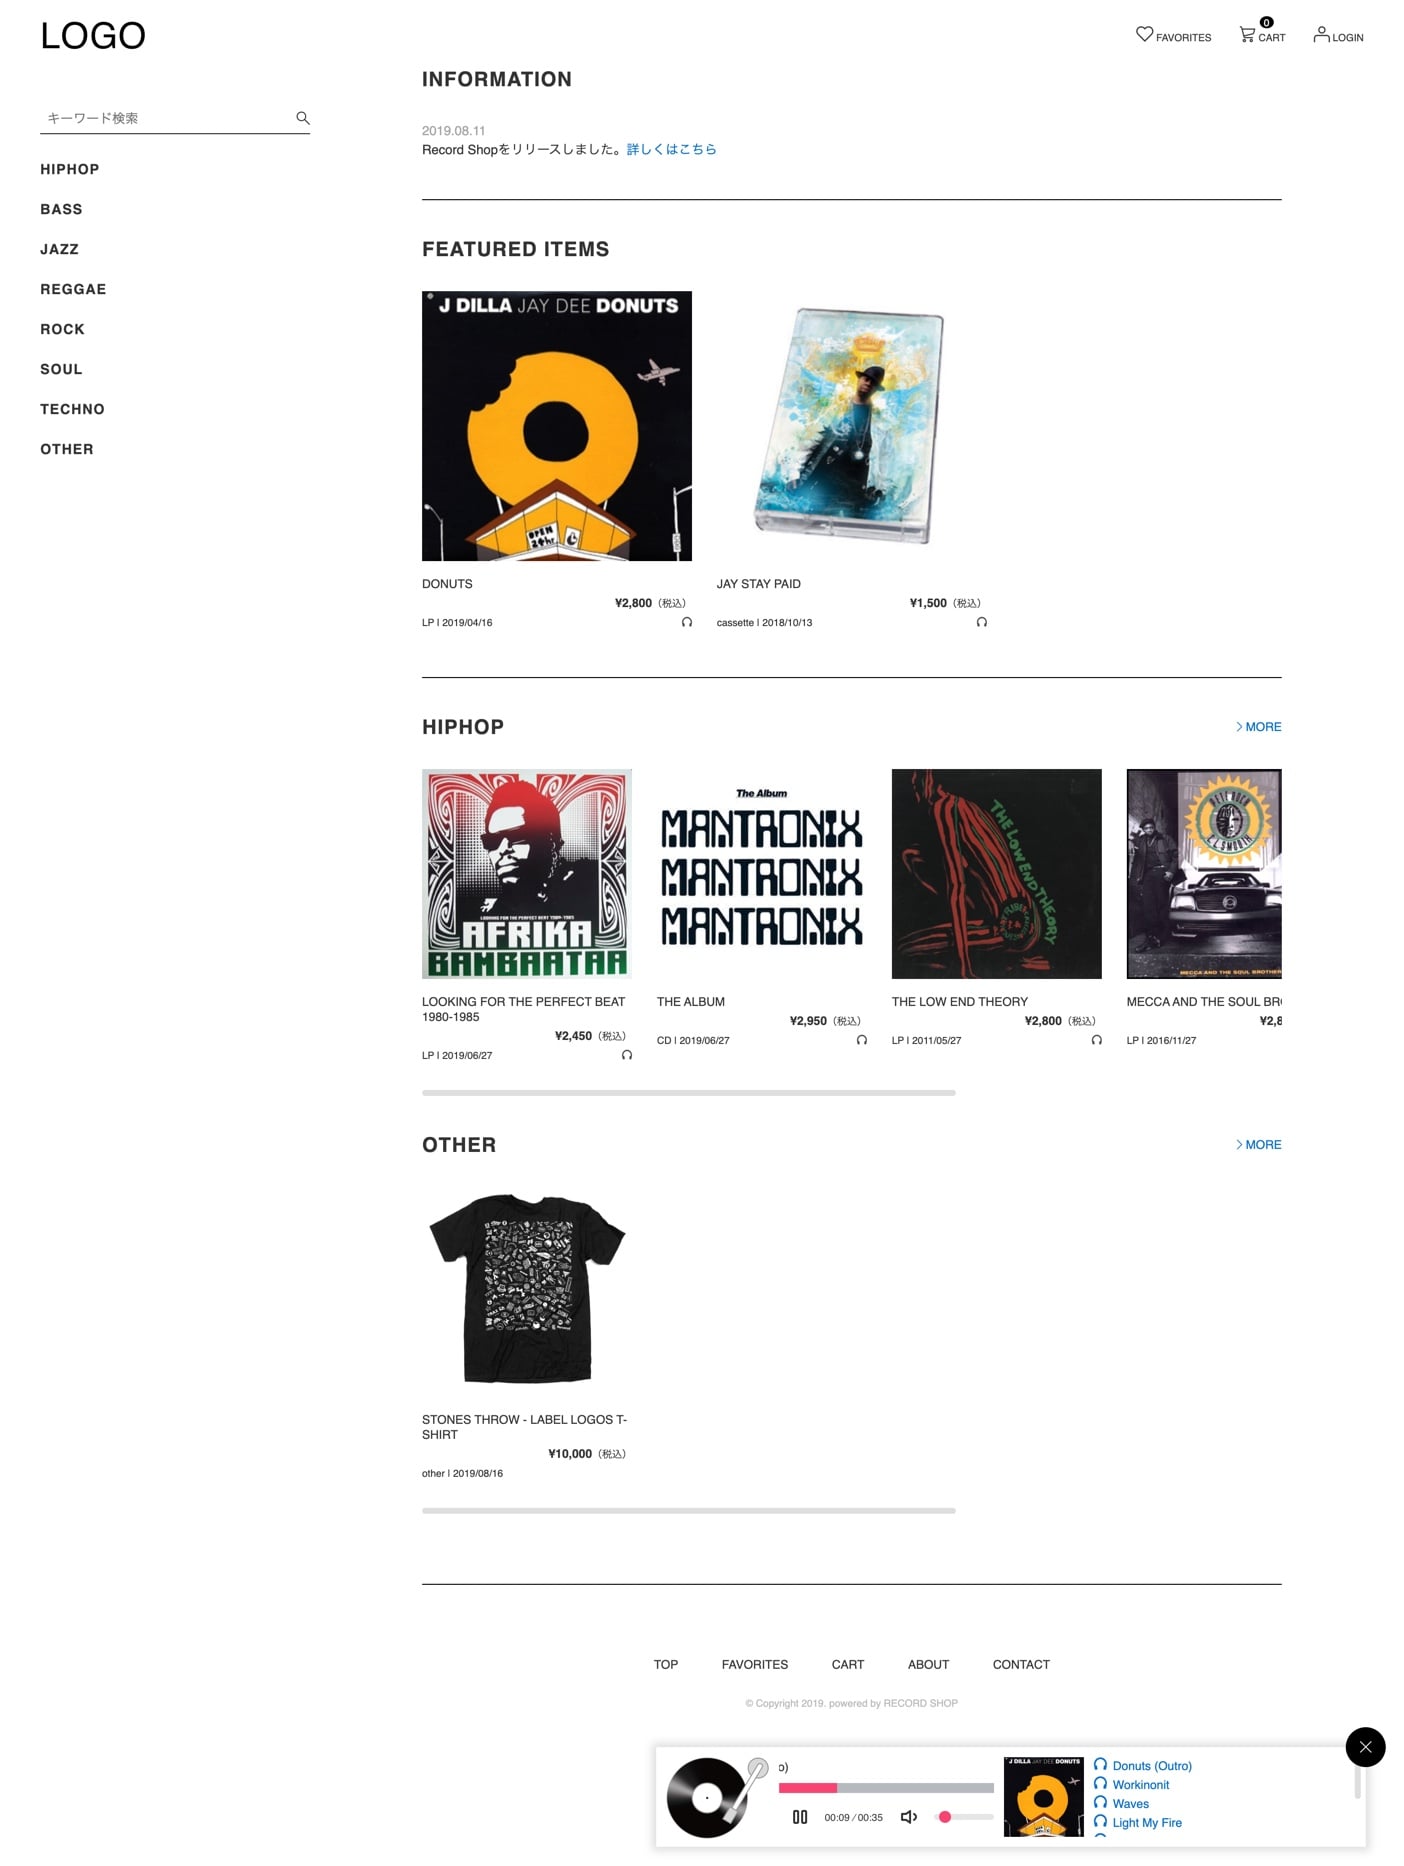 LOGO
FAVORITES
0
CART
LOGIN
キーワード検索
HIPHOP
BASS
JAZZ
REGGAE
ROCK
SOUL
TECHNO
OTHER
INFORMATION
2019.08.11
Record Shopをリリースしました。詳しくはこちら
FEATURED ITEMS
J DILLA JAY DEE DONUTS
OPEN
24hr
DONUTS
¥2,800（税込）
LP | 2019/04/16
JAY STAY PAID
¥1,500（税込）
cassette | 2018/10/13
HIPHOP
MORE
LOOKING FOR THE PERFECT BEAT 1980-1985
AFRIKA
BAMBAATAA
LOOKING FOR THE PERFECT BEAT
1980-1985
¥2,450（税込）
LP | 2019/06/27
The Album
MANTRONIX
MANTRONIX
MANTRONIX
THE ALBUM
¥2,950（税込）
CD | 2019/06/27
THE LOW END THEORY
THE LOW END THEORY
¥2,800（税込）
LP | 2011/05/27
PETE ROCK
C.L. SMOOTH
MECCA AND THE SOUL BROTHER
MECCA AND THE SOUL BRO
¥2,8
LP | 2016/11/27
OTHER
MORE
STONES THROW - LABEL LOGOS T-
SHIRT
¥10,000（税込）
other | 2019/08/16
TOP
FAVORITES
CART
ABOUT
CONTACT
© Copyright 2019. powered by RECORD SHOP
o)
00:09 ⁄ 00:35
J DILLA JAY DEE DONUTS
Donuts (Outro)
Workinonit
Waves
Light My Fire